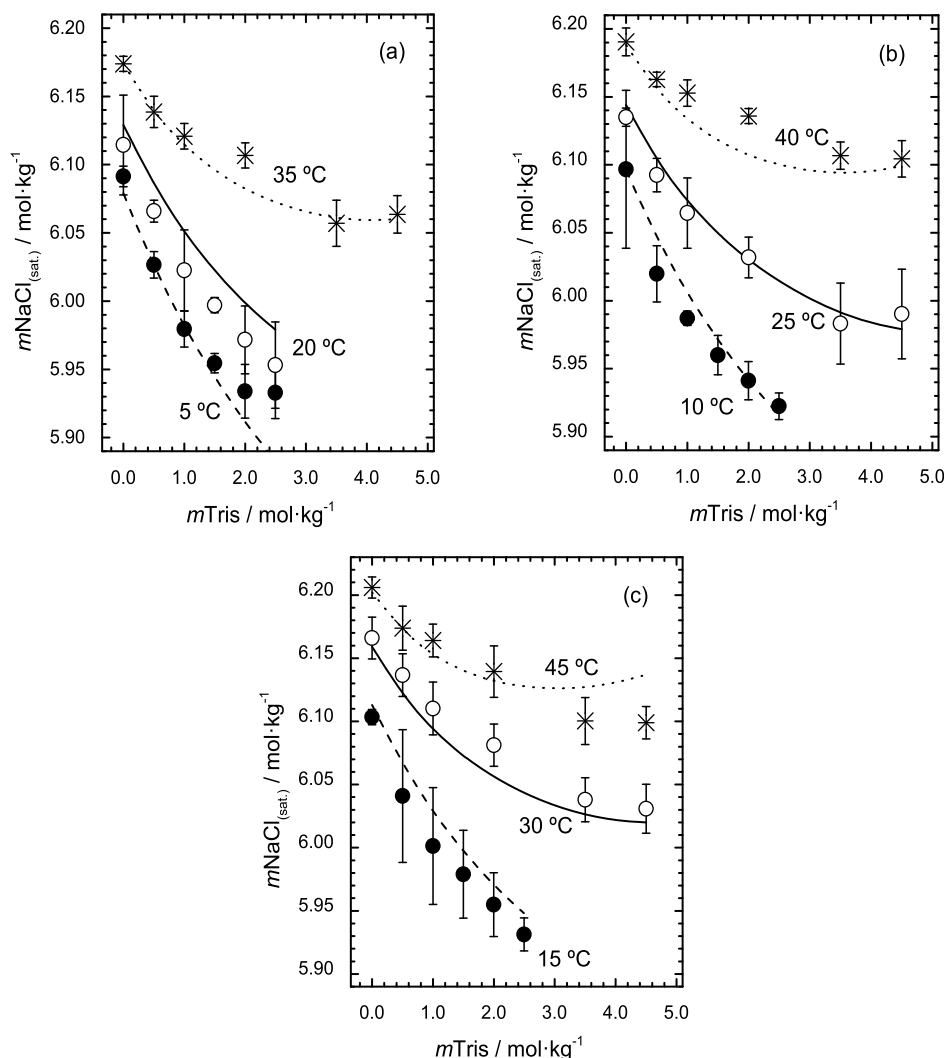 (a)
6.20
6.15
6.10
6.05
6.00
5.95
5.90
mNaCl(sat.) / mol·kg-1
35 ºC
20 ºC
5 ºC
0.0 1.0 2.0 3.0 4.0 5.0
mTris / mol·kg-1
(b)
6.20
6.15
6.10
6.05
6.00
5.95
5.90
mNaCl(sat.) / mol·kg-1
40 ºC
25 ºC
10 ºC
0.0 1.0 2.0 3.0 4.0 5.0
mTris / mol·kg-1
(c)
6.20
6.15
6.10
6.05
6.00
5.95
5.90
mNaCl(sat.) / mol·kg-1
45 ºC
30 ºC
15 ºC
0.0 1.0 2.0 3.0 4.0 5.0
mTris / mol·kg-1